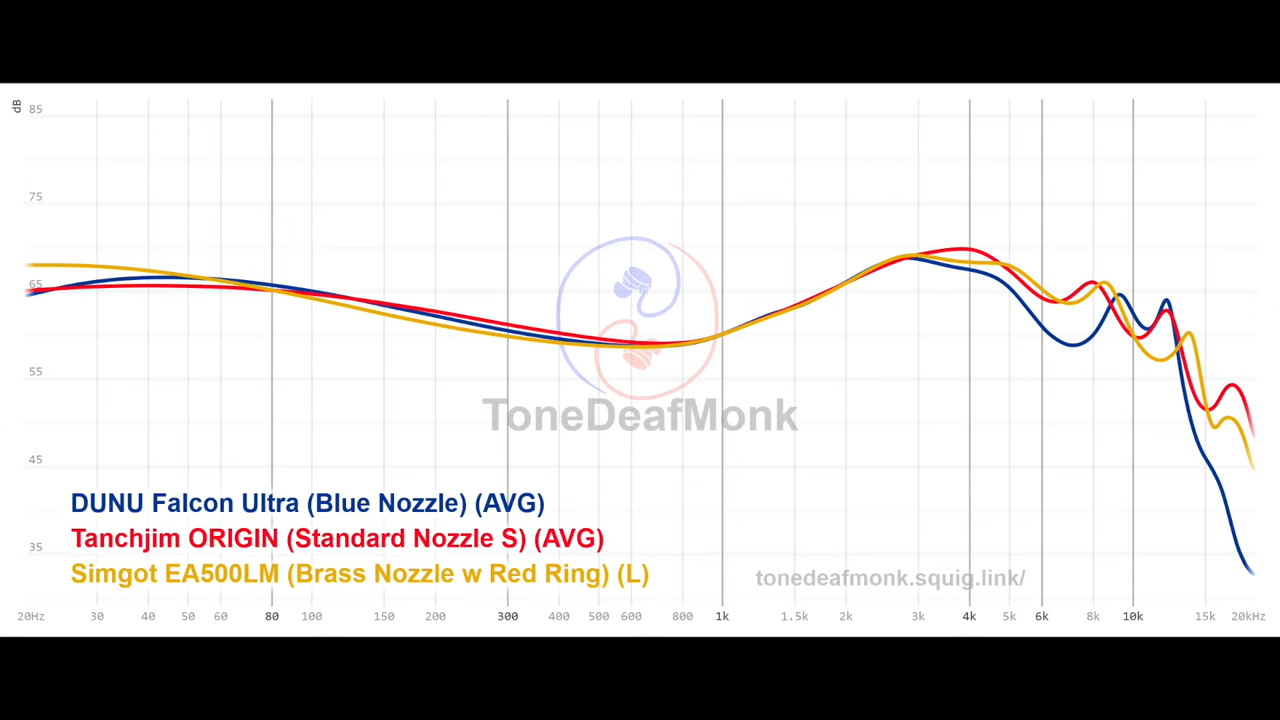 dB
85
75
65
55
45
35
ToneDeafMonk
DUNU Falcon Ultra (Blue Nozzle) (AVG)
Tanchjim ORIGIN (Standard Nozzle S) (AVG)
Simgot EA500LM (Brass Nozzle w Red Ring) (L)
tonedeafmonk.squig.link/
20Hz 30 40 50 60 80 100 150 200 300 400 500 600 800 1k 1.5k 2k 3k 4k 5k 6k 8k 10k 15k 20kHz